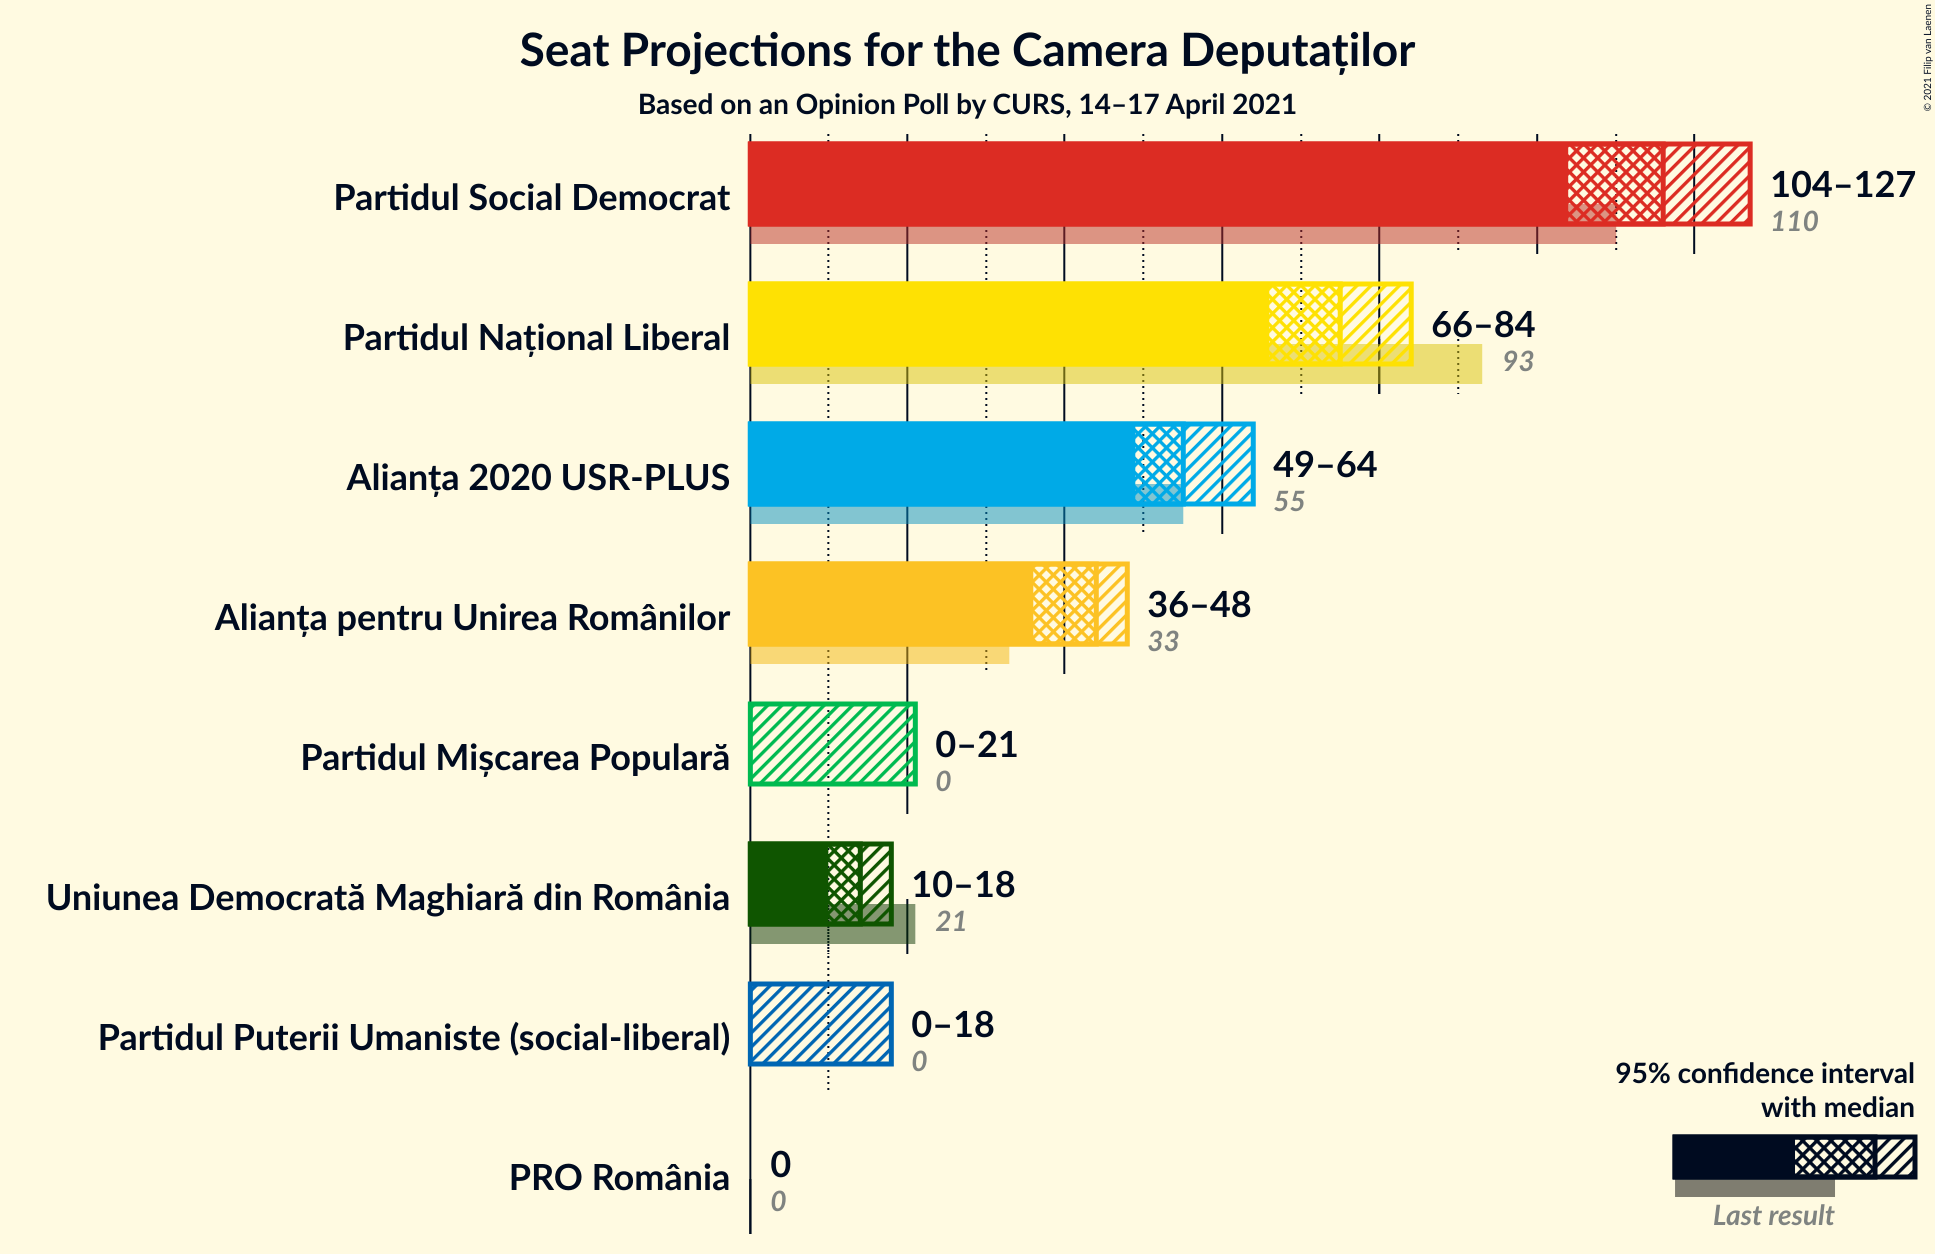 Seat Projections for the Camera Deputaților
Based on an Opinion Poll by CURS, 14–17 April 2021
© 2021 Filip van Laenen
Partidul Social Democrat
104–127
110
Partidul Național Liberal
66–84
93
Alianța 2020 USR-PLUS
49–64
55
Alianța pentru Unirea Românilor
36–48
33
Partidul Mișcarea Populară
0–21
0
Uniunea Democrată Maghiară din România
10–18
21
Partidul Puterii Umaniste (social-liberal)
0–18
0
PRO România
0
0
95% confidence interval
with median
Last result